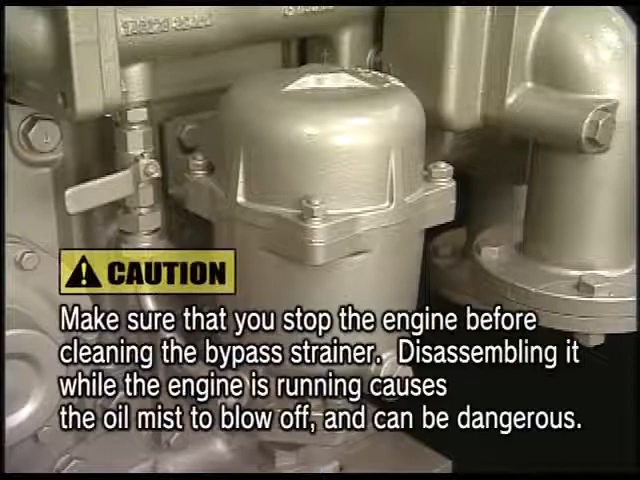 CAUTION
Make sure that you stop the engine before
cleaning the bypass strainer. Disassembling it
while the engine is running causes
the oil mist to blow off, and can be dangerous.